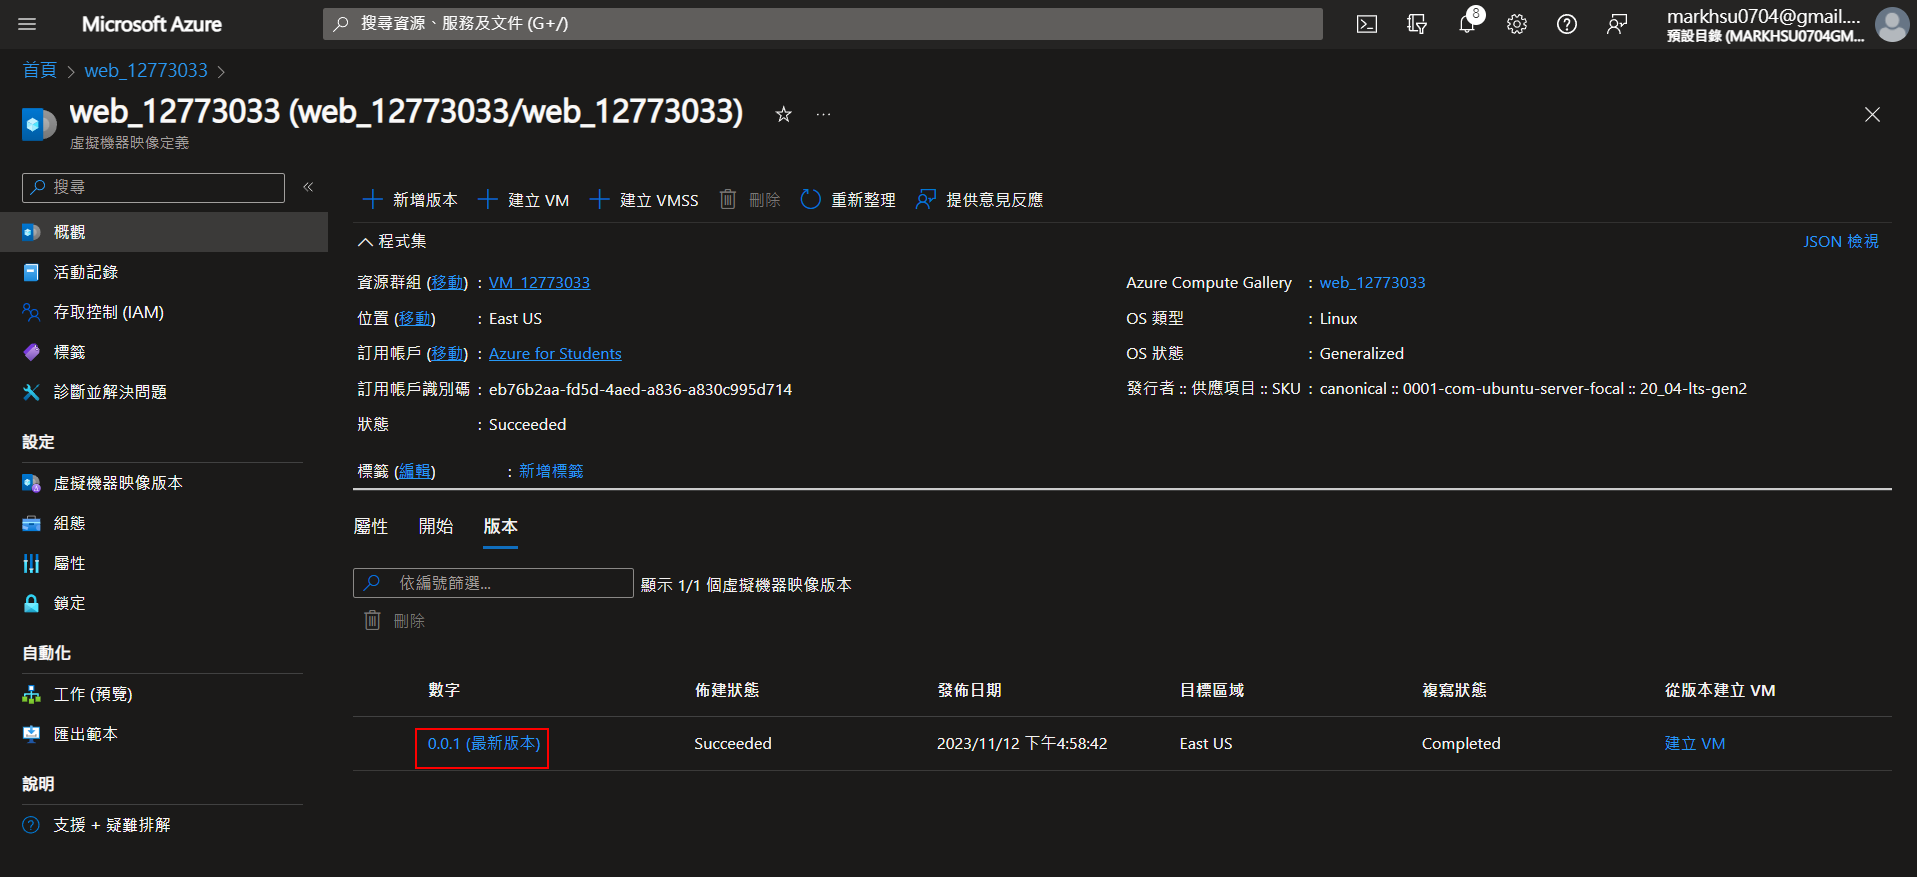 Microsoft Azure
搜尋資源、服務及文件 (G+/)
8
markhsu0704@gmail....
預設目錄 (MARKHSU0704GM...
首頁 > web_12773033 >
web_12773033 (web_12773033/web_12773033)
虛擬機器映像定義
搜尋
概觀
活動記錄
存取控制 (IAM)
標籤
診斷並解決問題
設定
虛擬機器映像版本
組態
屬性
鎖定
自動化
工作 (預覽)
匯出範本
說明
支援 + 疑難排解
新增版本 建立 VM 建立 VMSS 刪除 重新整理 提供意見反應
程式集
JSON 檢視
資源群組 (移動) : VM_12773033
位置 (移動) : East US
訂用帳戶 (移動) : Azure for Students
訂用帳戶識別碼 : eb76b2aa-fd5d-4aed-a836-a830c995d714
狀態 : Succeeded
Azure Compute Gallery : web_12773033
OS 類型 : Linux
OS 狀態 : Generalized
發行者 :: 供應項目 :: SKU : canonical :: 0001-com-ubuntu-server-focal :: 20_04-lts-gen2
標籤 (編輯) : 新增標籤
屬性 開始 版本
依編號篩選... 顯示 1/1 個虛擬機器映像版本
刪除
數字 佈建狀態 發佈日期 目標區域 複寫狀態 從版本建立 VM
0.0.1 (最新版本) Succeeded 2023/11/12 下午4:58:42 East US Completed 建立 VM